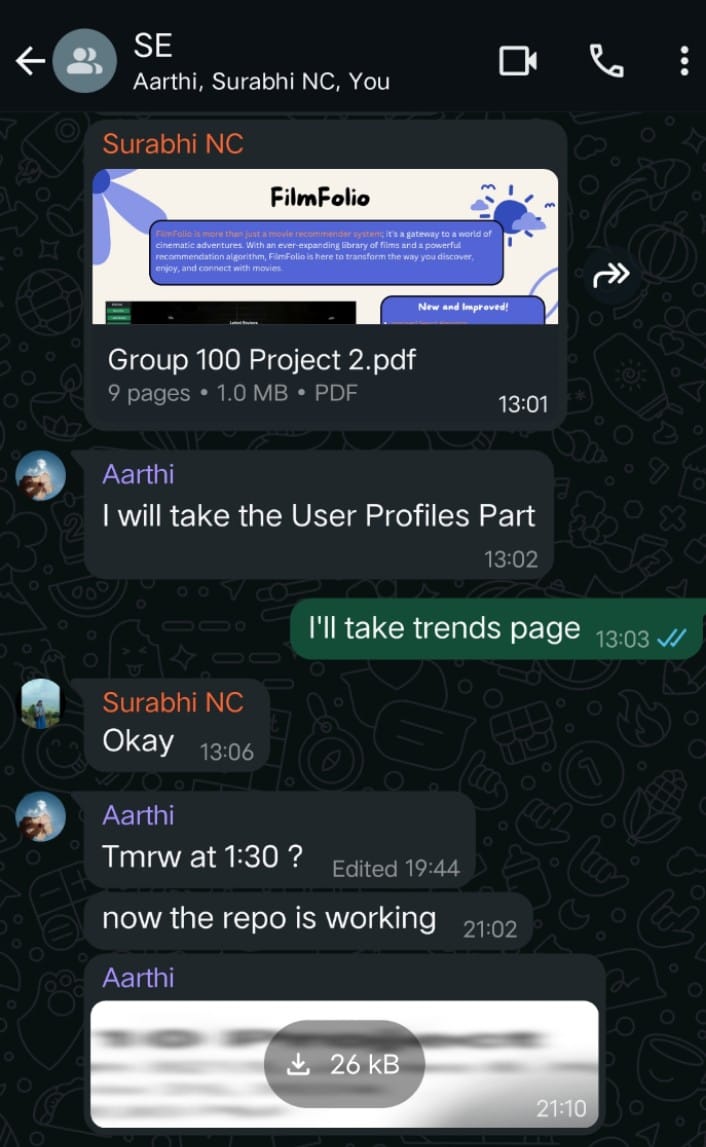 SE
Aarthi, Surabhi NC, You
Surabhi NC
FilmFolio
FilmFolio is more than just a movie recommender system; it's a gateway to a world of
cinematic adventures. With an ever-expanding library of films and a powerful
recommendation algorithm, FilmFolio is here to transform the way you discover,
enjoy, and connect with movies.
New and Improved!
Group 100 Project 2.pdf
9 pages • 1.0 MB • PDF
13:01
Aarthi
I will take the User Profiles Part
13:02
I'll take trends page 13:03
Surabhi NC
Okay 13:06
Aarthi
Tmrw at 1:30 ? Edited 19:44
now the repo is working 21:02
Aarthi
26 kB
21:10